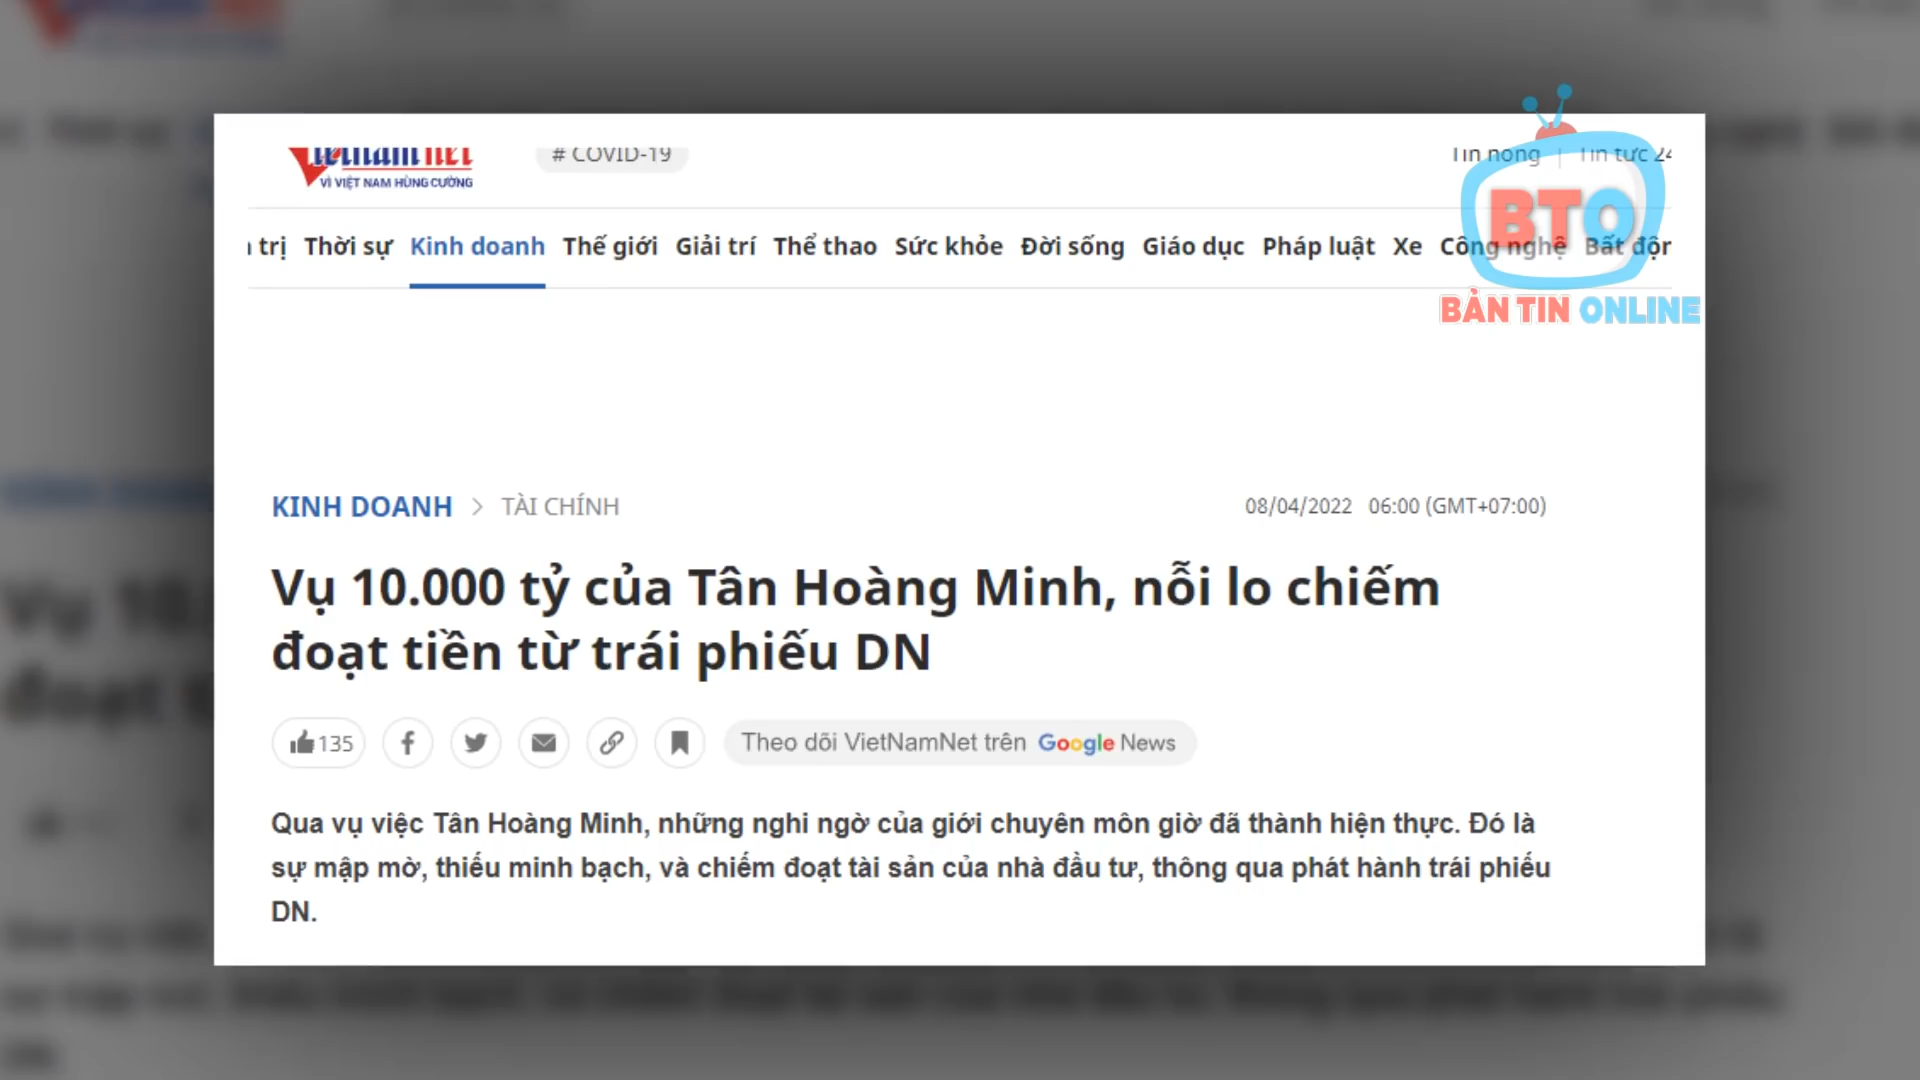 Vietnam net
VÌ VIỆT NAM HÙNG CƯỜNG
# COVID-19
Tin nóng | Tin tức 24
trị Thời sự Kinh doanh Thế giới Giải trí Thể thao Sức khỏe Đời sống Giáo dục Pháp luật Xe Công nghệ Bất độn
BTO
BẢN TIN ONLINE
KINH DOANH > TÀI CHÍNH
08/04/2022 06:00 (GMT+07:00)
Vụ 10.000 tỷ của Tân Hoàng Minh, nỗi lo chiếm
đoạt tiền từ trái phiếu DN
135
Theo dõi VietNamNet trên Google News
Qua vụ việc Tân Hoàng Minh, những nghi ngờ của giới chuyên môn giờ đã thành hiện thực. Đó là
sự mập mờ, thiếu minh bạch, và chiếm đoạt tài sản của nhà đầu tư, thông qua phát hành trái phiếu
DN.